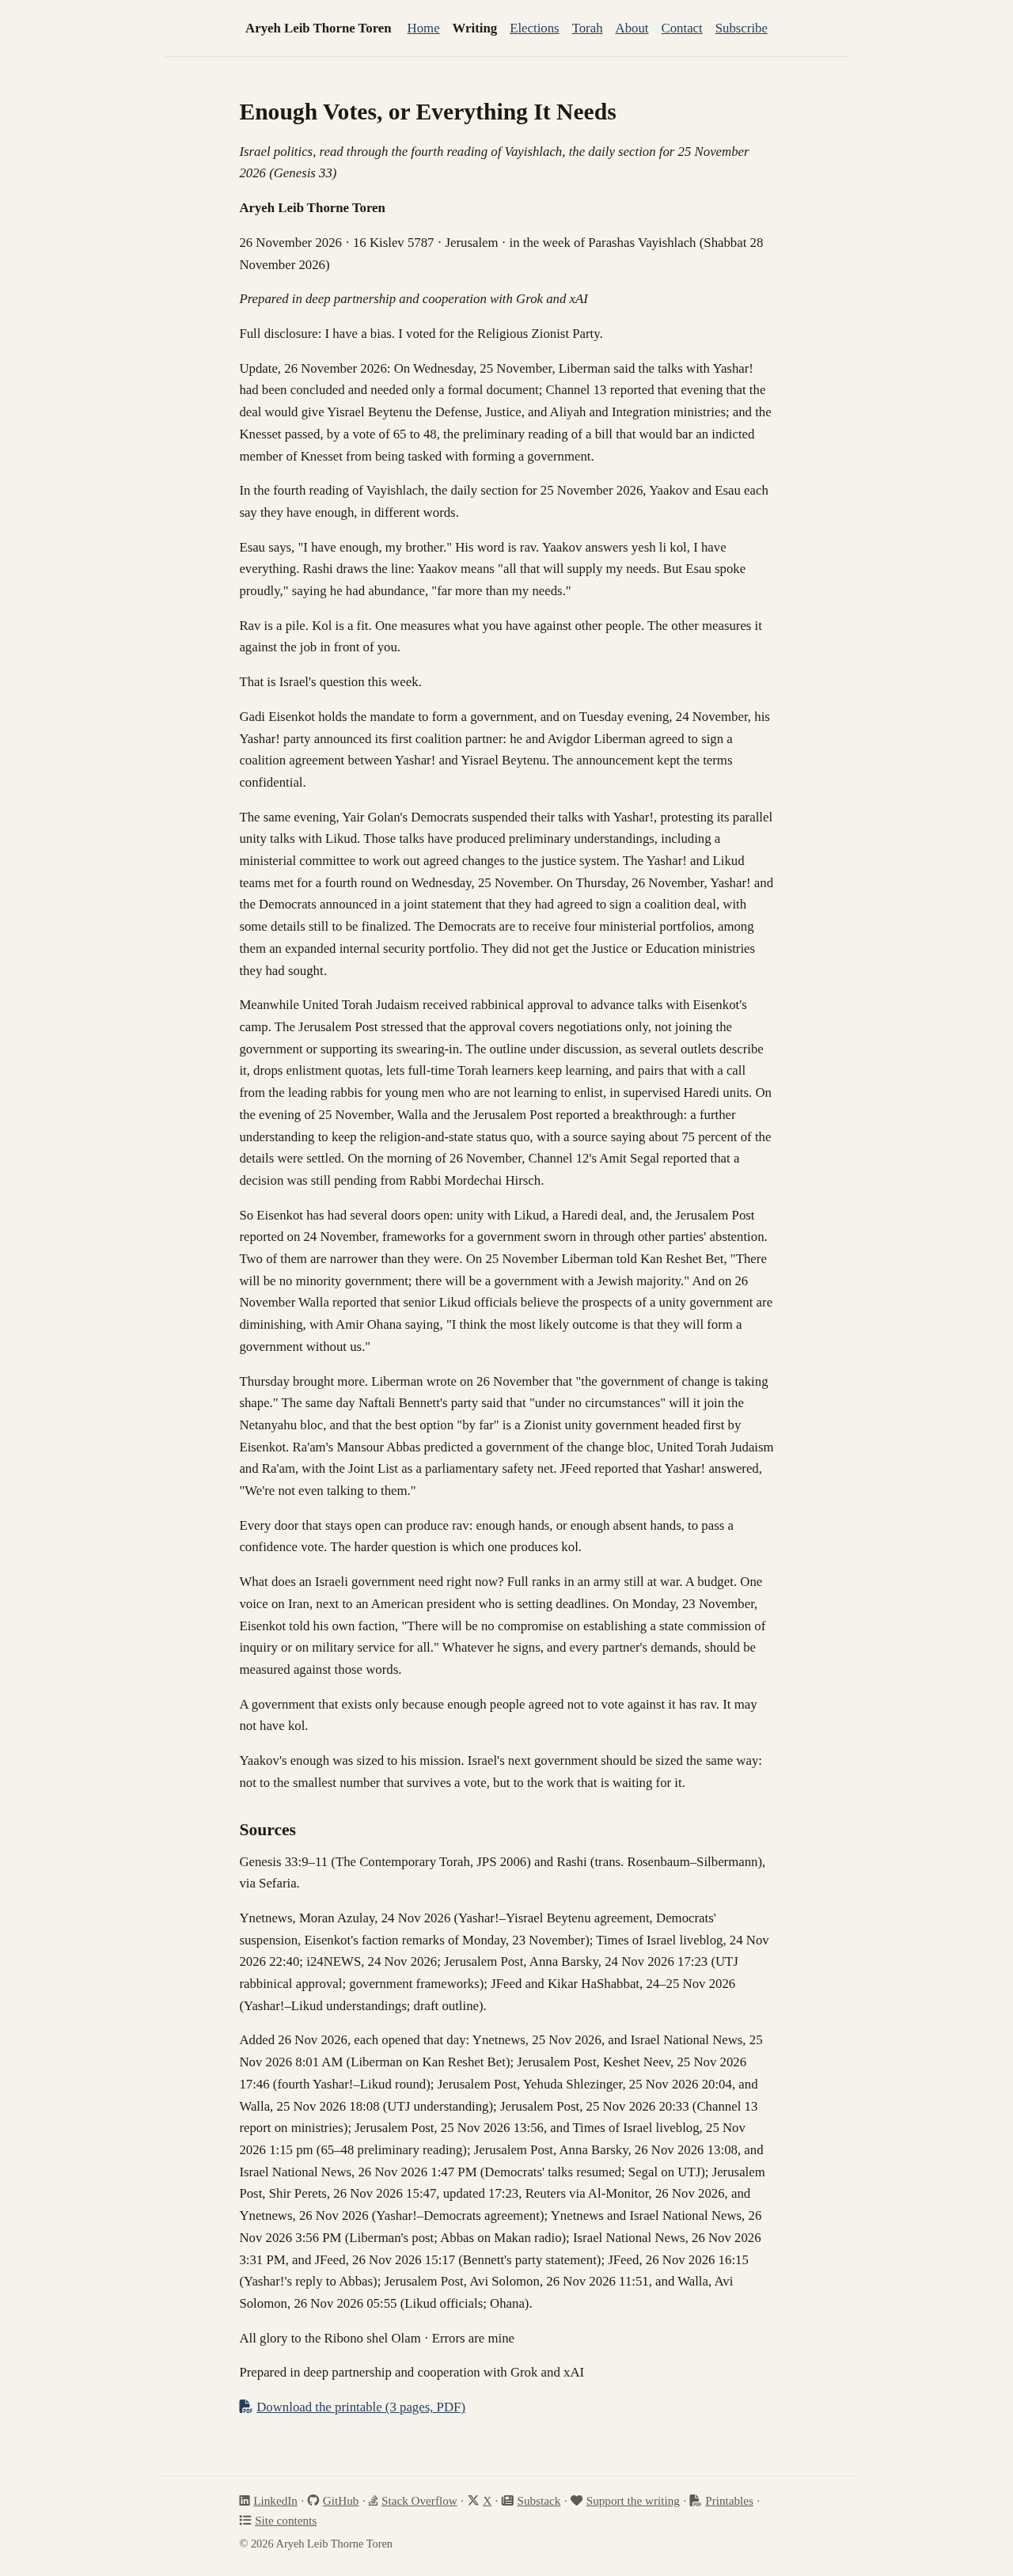 Aryeh Leib Thorne Toren Home Writing Elections Torah About Contact Subscribe
Enough Votes, or Everything It Needs
Israel politics, read through the fourth reading of Vayishlach, the daily section for 25 November
2026 (Genesis 33)
Aryeh Leib Thorne Toren
26 November 2026 · 16 Kislev 5787 · Jerusalem · in the week of Parashas Vayishlach (Shabbat 28
November 2026)
Prepared in deep partnership and cooperation with Grok and xAI
Full disclosure: I have a bias. I voted for the Religious Zionist Party.
Update, 26 November 2026: On Wednesday, 25 November, Liberman said the talks with Yashar!
had been concluded and needed only a formal document; Channel 13 reported that evening that the
deal would give Yisrael Beytenu the Defense, Justice, and Aliyah and Integration ministries; and the
Knesset passed, by a vote of 65 to 48, the preliminary reading of a bill that would bar an indicted
member of Knesset from being tasked with forming a government.
In the fourth reading of Vayishlach, the daily section for 25 November 2026, Yaakov and Esau each
say they have enough, in different words.
Esau says, "I have enough, my brother." His word is rav. Yaakov answers yesh li kol, I have
everything. Rashi draws the line: Yaakov means "all that will supply my needs. But Esau spoke
proudly," saying he had abundance, "far more than my needs."
Rav is a pile. Kol is a fit. One measures what you have against other people. The other measures it
against the job in front of you.
That is Israel's question this week.
Gadi Eisenkot holds the mandate to form a government, and on Tuesday evening, 24 November, his
Yashar! party announced its first coalition partner: he and Avigdor Liberman agreed to sign a
coalition agreement between Yashar! and Yisrael Beytenu. The announcement kept the terms
confidential.
The same evening, Yair Golan's Democrats suspended their talks with Yashar!, protesting its parallel
unity talks with Likud. Those talks have produced preliminary understandings, including a
ministerial committee to work out agreed changes to the justice system. The Yashar! and Likud
teams met for a fourth round on Wednesday, 25 November. On Thursday, 26 November, Yashar! and
the Democrats announced in a joint statement that they had agreed to sign a coalition deal, with
some details still to be finalized. The Democrats are to receive four ministerial portfolios, among
them an expanded internal security portfolio. They did not get the Justice or Education ministries
they had sought.
Meanwhile United Torah Judaism received rabbinical approval to advance talks with Eisenkot's
camp. The Jerusalem Post stressed that the approval covers negotiations only, not joining the
government or supporting its swearing-in. The outline under discussion, as several outlets describe
it, drops enlistment quotas, lets full-time Torah learners keep learning, and pairs that with a call
from the leading rabbis for young men who are not learning to enlist, in supervised Haredi units. On
the evening of 25 November, Walla and the Jerusalem Post reported a breakthrough: a further
understanding to keep the religion-and-state status quo, with a source saying about 75 percent of the
details were settled. On the morning of 26 November, Channel 12's Amit Segal reported that a
decision was still pending from Rabbi Mordechai Hirsch.
So Eisenkot has had several doors open: unity with Likud, a Haredi deal, and, the Jerusalem Post
reported on 24 November, frameworks for a government sworn in through other parties' abstention.
Two of them are narrower than they were. On 25 November Liberman told Kan Reshet Bet, "There
will be no minority government; there will be a government with a Jewish majority." And on 26
November Walla reported that senior Likud officials believe the prospects of a unity government are
diminishing, with Amir Ohana saying, "I think the most likely outcome is that they will form a
government without us."
Thursday brought more. Liberman wrote on 26 November that "the government of change is taking
shape." The same day Naftali Bennett's party said that "under no circumstances" will it join the
Netanyahu bloc, and that the best option "by far" is a Zionist unity government headed first by
Eisenkot. Ra'am's Mansour Abbas predicted a government of the change bloc, United Torah Judaism
and Ra'am, with the Joint List as a parliamentary safety net. JFeed reported that Yashar! answered,
"We're not even talking to them."
Every door that stays open can produce rav: enough hands, or enough absent hands, to pass a
confidence vote. The harder question is which one produces kol.
What does an Israeli government need right now? Full ranks in an army still at war. A budget. One
voice on Iran, next to an American president who is setting deadlines. On Monday, 23 November,
Eisenkot told his own faction, "There will be no compromise on establishing a state commission of
inquiry or on military service for all." Whatever he signs, and every partner's demands, should be
measured against those words.
A government that exists only because enough people agreed not to vote against it has rav. It may
not have kol.
Yaakov's enough was sized to his mission. Israel's next government should be sized the same way:
not to the smallest number that survives a vote, but to the work that is waiting for it.
Sources
Genesis 33:9–11 (The Contemporary Torah, JPS 2006) and Rashi (trans. Rosenbaum–Silbermann),
via Sefaria.
Ynetnews, Moran Azulay, 24 Nov 2026 (Yashar!–Yisrael Beytenu agreement, Democrats'
suspension, Eisenkot's faction remarks of Monday, 23 November); Times of Israel liveblog, 24 Nov
2026 22:40; i24NEWS, 24 Nov 2026; Jerusalem Post, Anna Barsky, 24 Nov 2026 17:23 (UTJ
rabbinical approval; government frameworks); JFeed and Kikar HaShabbat, 24–25 Nov 2026
(Yashar!–Likud understandings; draft outline).
Added 26 Nov 2026, each opened that day: Ynetnews, 25 Nov 2026, and Israel National News, 25
Nov 2026 8:01 AM (Liberman on Kan Reshet Bet); Jerusalem Post, Keshet Neev, 25 Nov 2026
17:46 (fourth Yashar!–Likud round); Jerusalem Post, Yehuda Shlezinger, 25 Nov 2026 20:04, and
Walla, 25 Nov 2026 18:08 (UTJ understanding); Jerusalem Post, 25 Nov 2026 20:33 (Channel 13
report on ministries); Jerusalem Post, 25 Nov 2026 13:56, and Times of Israel liveblog, 25 Nov
2026 1:15 pm (65–48 preliminary reading); Jerusalem Post, Anna Barsky, 26 Nov 2026 13:08, and
Israel National News, 26 Nov 2026 1:47 PM (Democrats' talks resumed; Segal on UTJ); Jerusalem
Post, Shir Perets, 26 Nov 2026 15:47, updated 17:23, Reuters via Al-Monitor, 26 Nov 2026, and
Ynetnews, 26 Nov 2026 (Yashar!–Democrats agreement); Ynetnews and Israel National News, 26
Nov 2026 3:56 PM (Liberman's post; Abbas on Makan radio); Israel National News, 26 Nov 2026
3:31 PM, and JFeed, 26 Nov 2026 15:17 (Bennett's party statement); JFeed, 26 Nov 2026 16:15
(Yashar!'s reply to Abbas); Jerusalem Post, Avi Solomon, 26 Nov 2026 11:51, and Walla, Avi
Solomon, 26 Nov 2026 05:55 (Likud officials; Ohana).
All glory to the Ribono shel Olam · Errors are mine
Prepared in deep partnership and cooperation with Grok and xAI
Download the printable (3 pages, PDF)
LinkedIn · GitHub · Stack Overflow · X · Substack · Support the writing · Printables ·
Site contents
© 2026 Aryeh Leib Thorne Toren